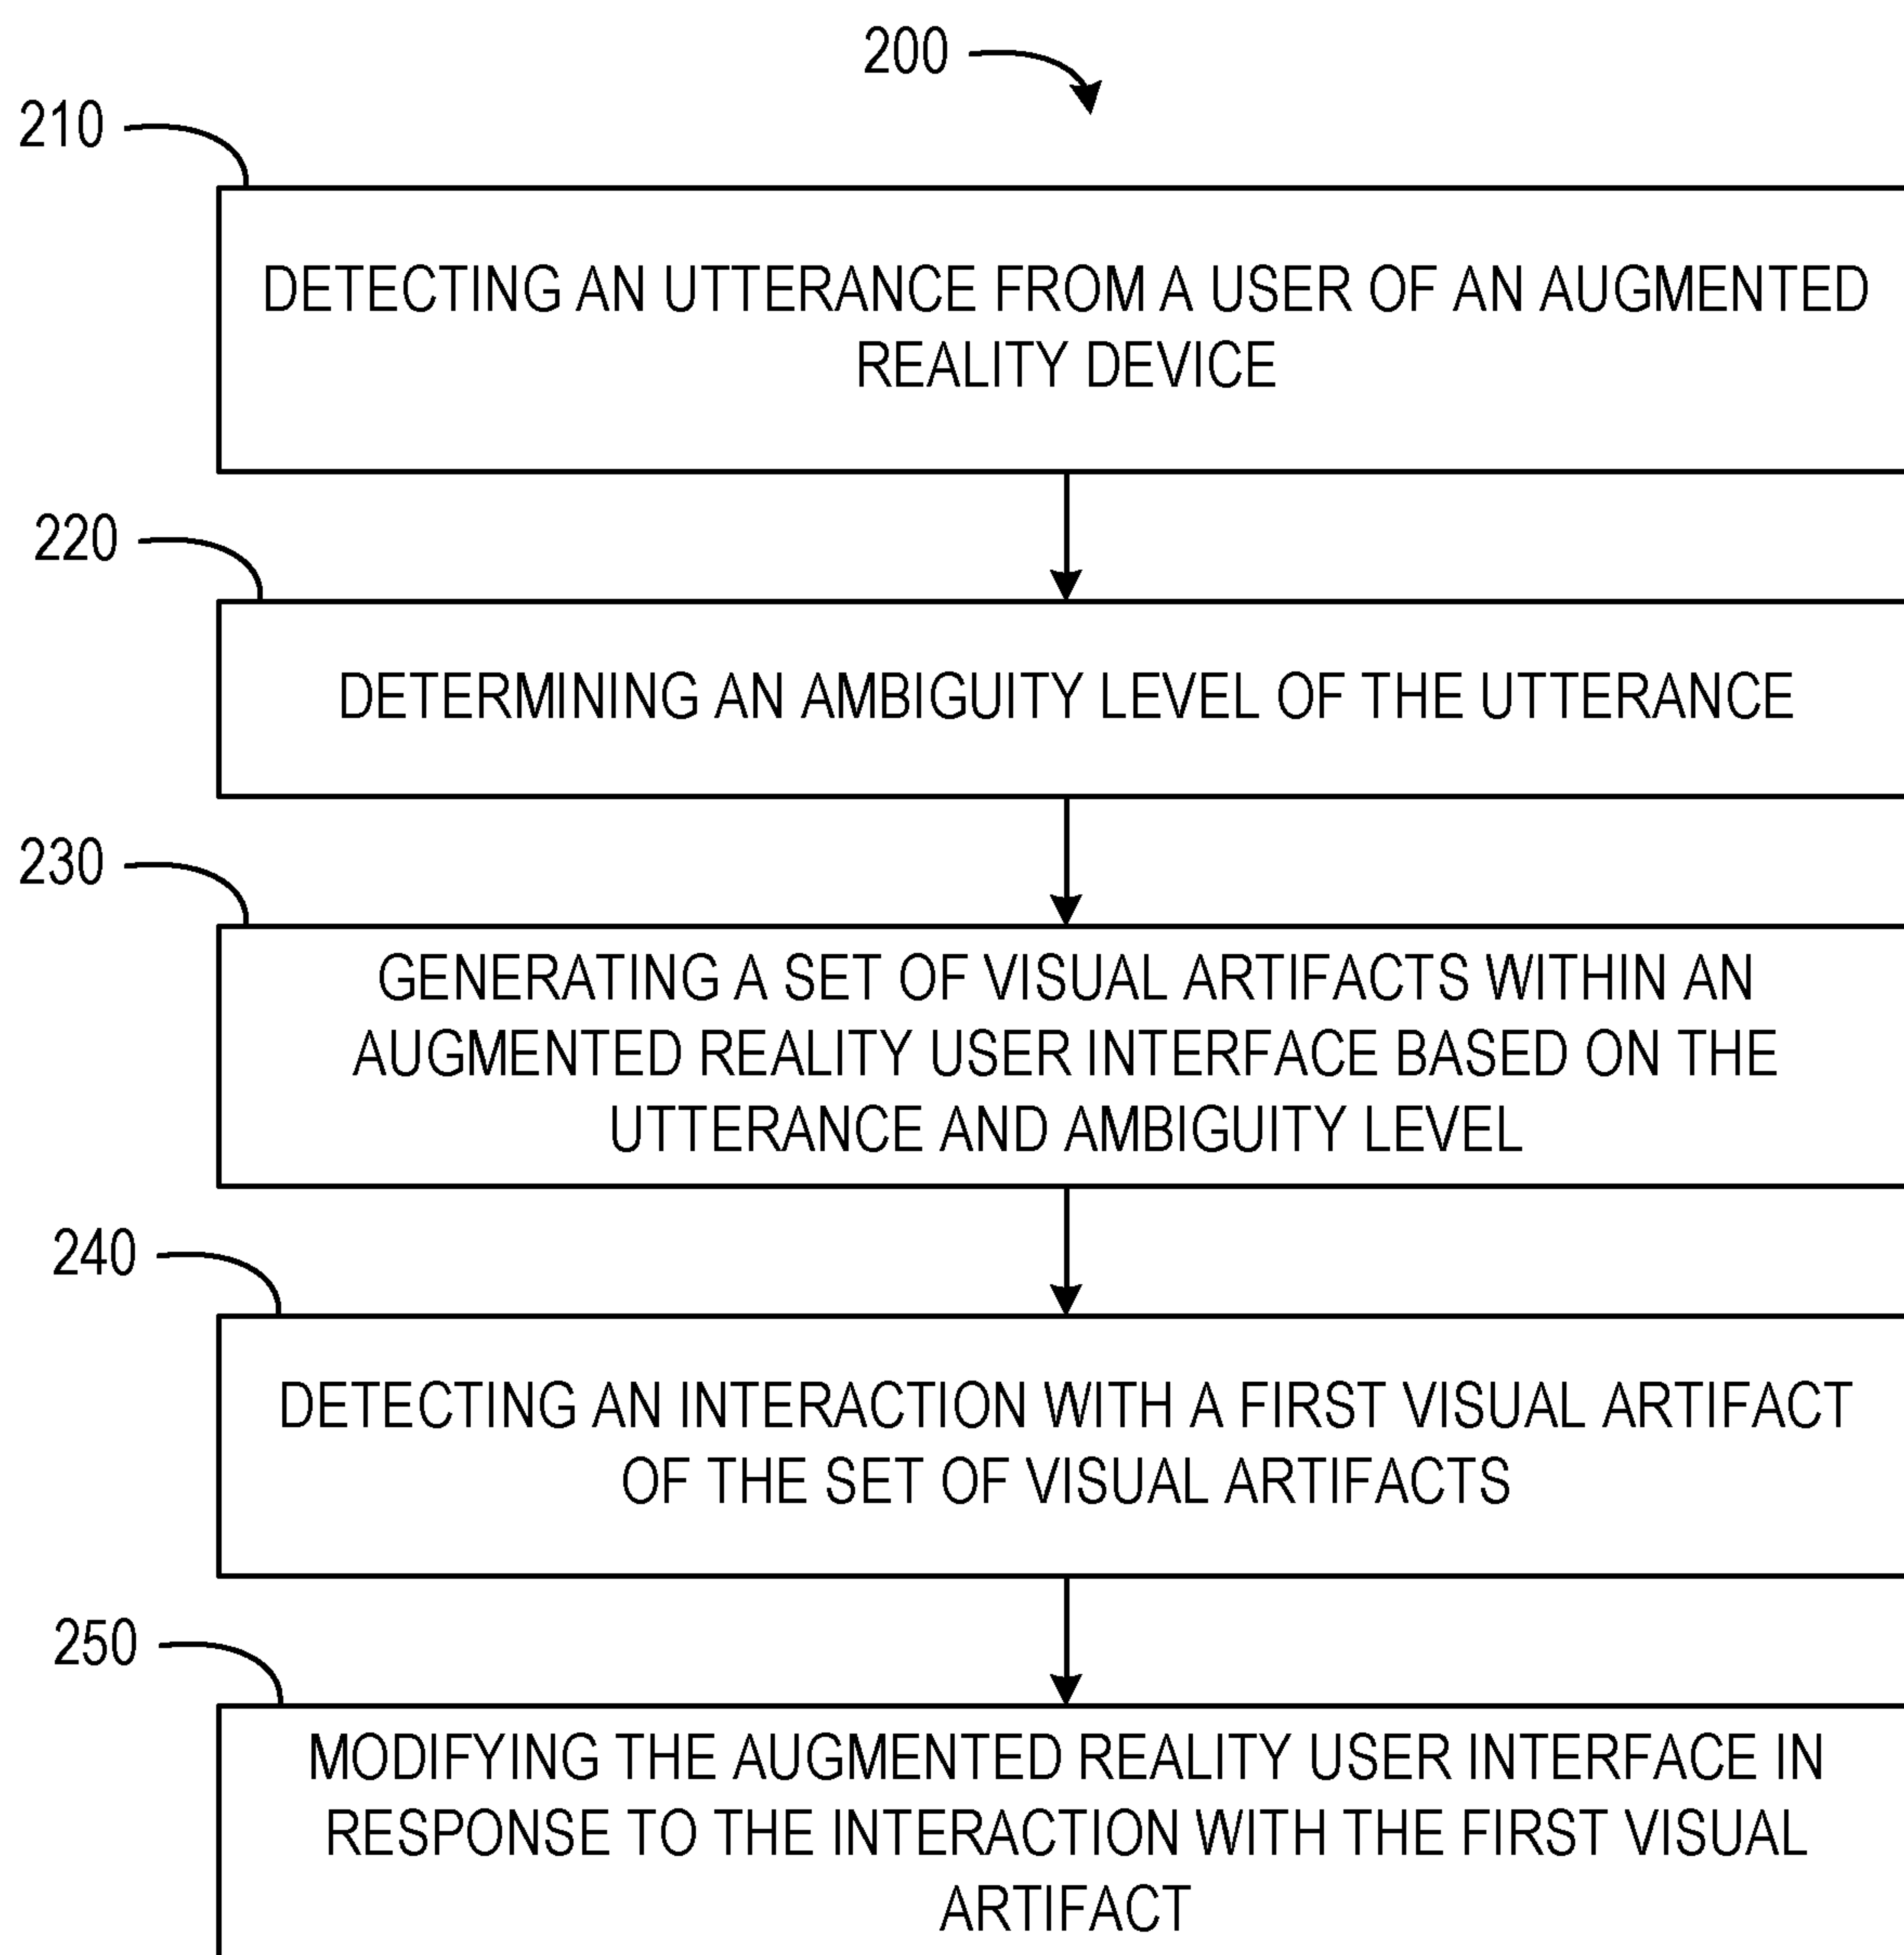 200
210
DETECTING AN UTTERANCE FROM A USER OF AN AUGMENTED
REALITY DEVICE
220
DETERMINING AN AMBIGUITY LEVEL OF THE UTTERANCE
230
GENERATING A SET OF VISUAL ARTIFACTS WITHIN AN
AUGMENTED REALITY USER INTERFACE BASED ON THE
UTTERANCE AND AMBIGUITY LEVEL
240
DETECTING AN INTERACTION WITH A FIRST VISUAL ARTIFACT
OF THE SET OF VISUAL ARTIFACTS
250
MODIFYING THE AUGMENTED REALITY USER INTERFACE IN
RESPONSE TO THE INTERACTION WITH THE FIRST VISUAL
ARTIFACT